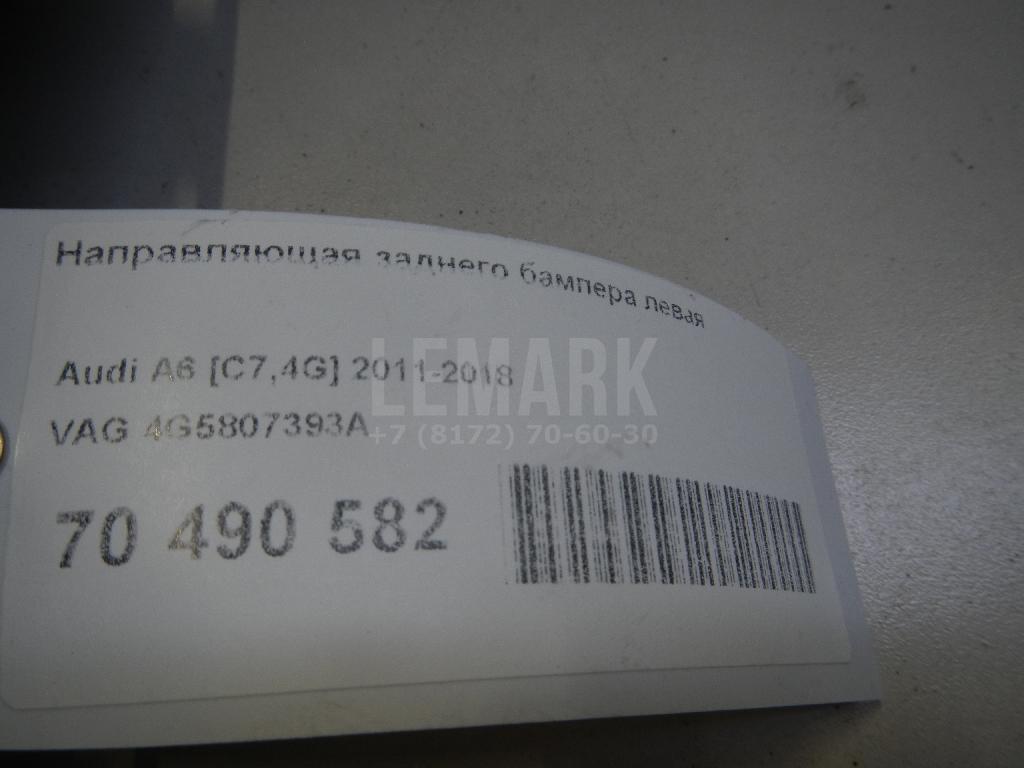 Направляющая заднего бампера левая
Audi A6 [C7,4G] 2011-2018
VAG 4G5807393A
70 490 582
LEMARK
+7 (8172) 70-60-30